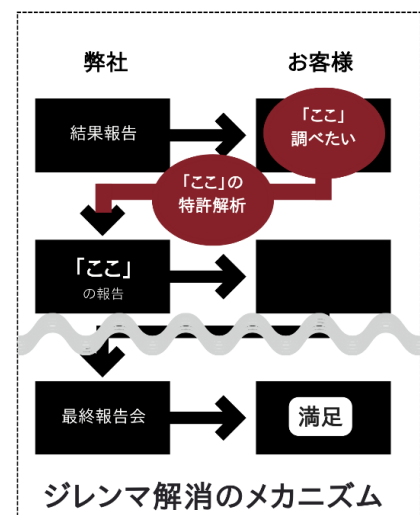 弊社
お客様
結果報告
「ここ」
調べたい
「ここ」の
特許解析
「ここ」
の報告
最終報告会
満足
ジレンマ解消のメカニズム